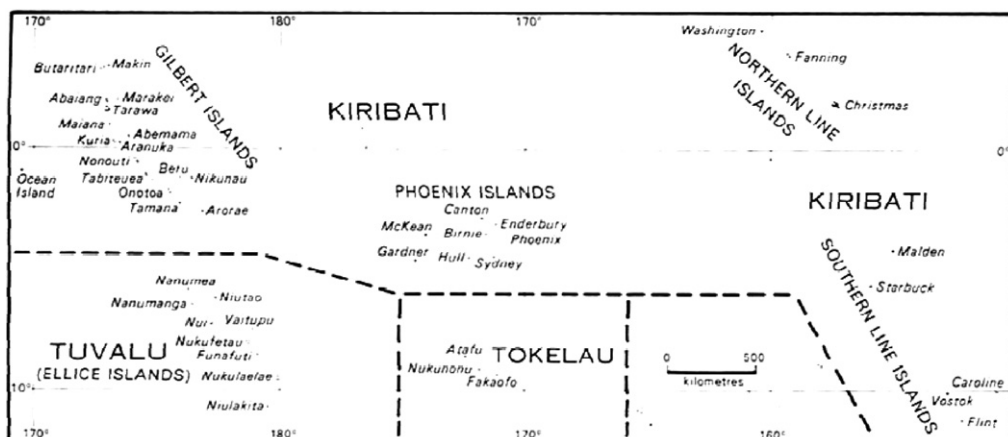 170°
180°
170°
Washington
Fanning
NORTHERN LINE
ISLANDS
Christmas
Butaritari
Makin
GILBERT ISLANDS
Abaiang
Marakei
Tarawa
Maiana
Abemama
Kuria
Aranuka
KIRIBATI
0°
0°
Nonouti
Beru
Tabiteuea
Nikunau
Ocean
Island
Onotoa
Tamana
Arorae
PHOENIX ISLANDS
Canton
McKean
Birnie
Enderbury
Phoenix
Gardner
Hull
Sydney
KIRIBATI
Malden
Starbuck
SOUTHERN LINE ISLANDS
Nanumea
Nanumanga
Niutao
Nui
Vaitupu
Nukufetau
TUVALU
(ELLICE ISLANDS)
Funafuti
Nukulaelae
10°
Niulakita
Atafu
TOKELAU
Nukunonu
Fakaofo
0
500
kilometres
Caroline
Vostok
Flint
170°
180°
170°
160°